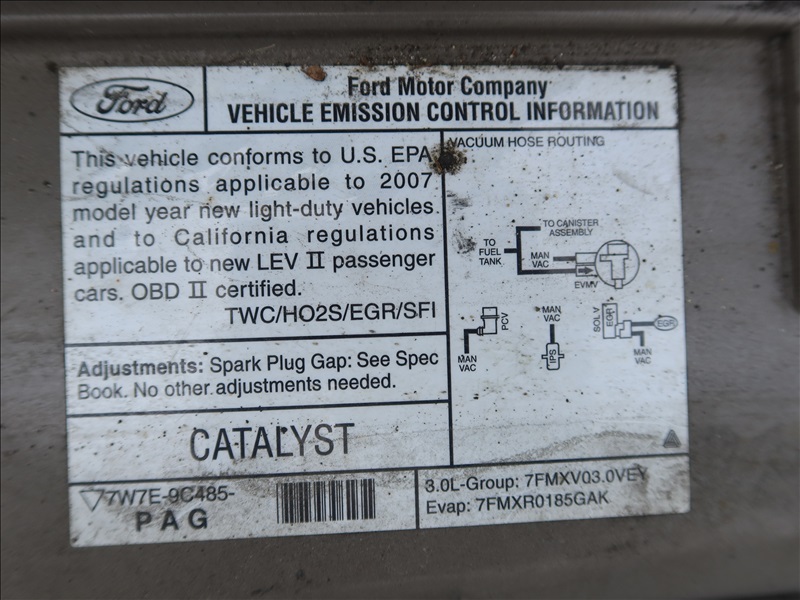 Ford
Ford Motor Company
VEHICLE EMISSION CONTROL INFORMATION
This vehicle conforms to U.S. EPA
regulations applicable to 2007
model year new light-duty vehicles
and to California regulations
applicable to new LEV II passenger
cars. OBD II certified.
TWC/HO2S/EGR/SFI
Adjustments: Spark Plug Gap: See Spec
Book. No other adjustments needed.
CATALYST
7W7E-9C485-
PAG
VACUUM HOSE ROUTING
TO CANISTER
ASSEMBLY
TO
FUEL
TANK
MAN
VAC
EVMV
PCV
MAN
VAC
MAN
VAC
IPS
SOL V
EGR
EGR
MAN
VAC
3.0L-Group: 7FMXV03.0VEY
Evap: 7FMXR0185GAK